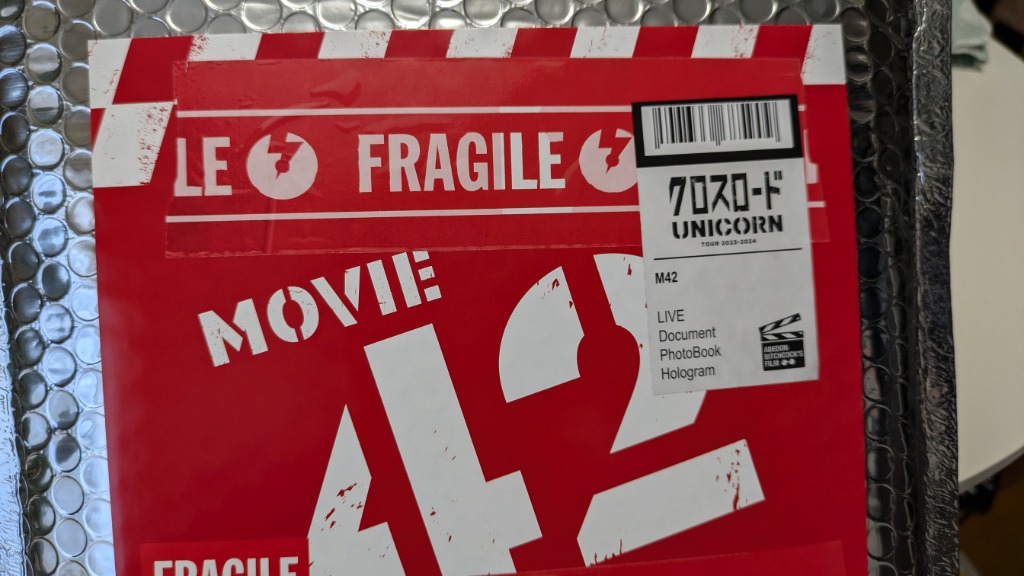 LE FRAGILE
クロスロード
UNICORN
TOUR 2023-2024
M42
LIVE
Document
PhotoBook
Hologram
ABEDON
BITCHCOCK'S
FILM
MOVIE
42
FRAGILE